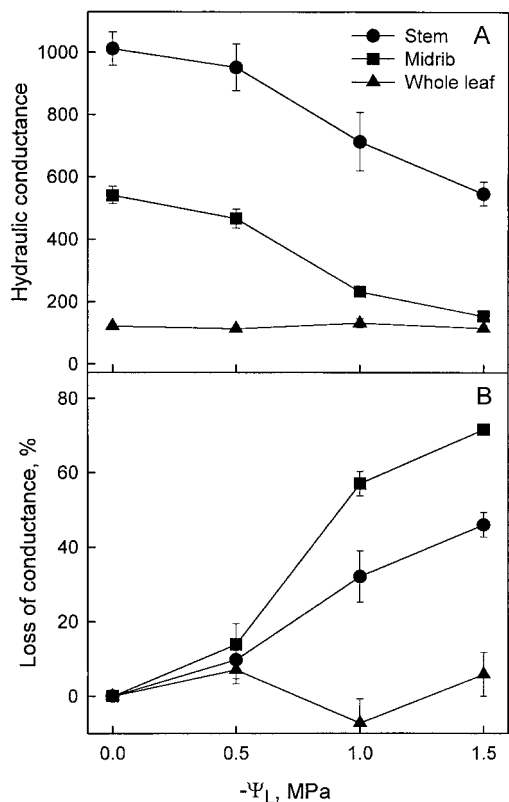 A
Stem
Midrib
Whole leaf
Hydraulic conductance
1000
800
600
400
200
0
B
Loss of conductance, %
80
60
40
20
0
0.0 0.5 1.0 1.5
-ΨL, MPa